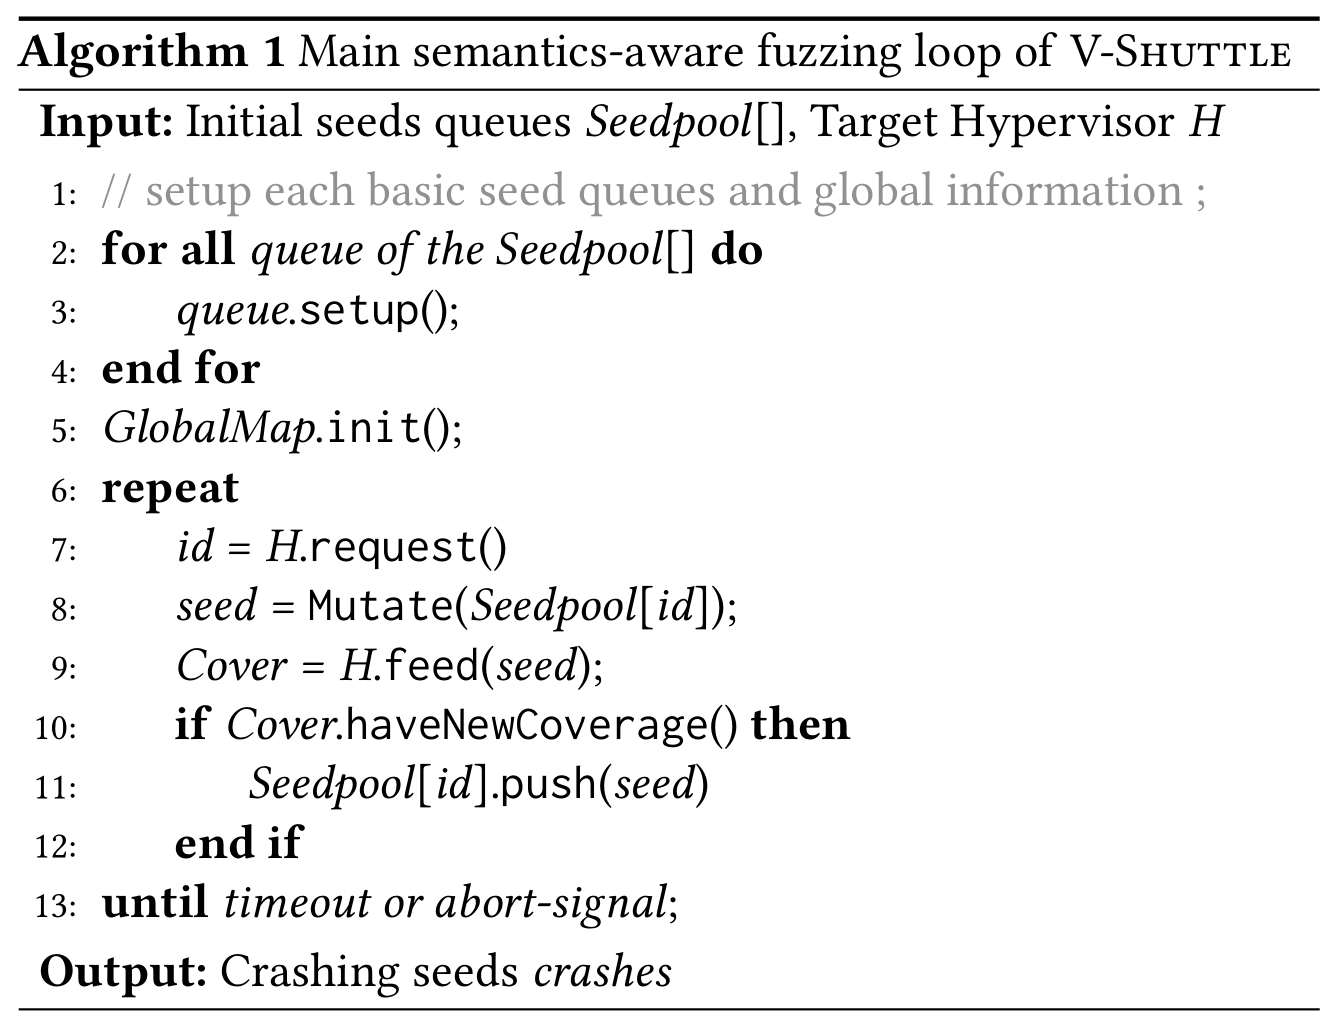 Algorithm 1 Main semantics-aware fuzzing loop of V-Shuttle
Input: Initial seeds queues Seedpool[], Target Hypervisor H
1: // setup each basic seed queues and global information ;
2: for all queue of the Seedpool[] do
3: queue.setup();
4: end for
5: GlobalMap.init();
6: repeat
7: id = H.request()
8: seed = Mutate(Seedpool[id]);
9: Cover = H.feed(seed);
10: if Cover.haveNewCoverage() then
11: Seedpool[id].push(seed)
12: end if
13: until timeout or abort-signal;
Output: Crashing seeds crashes